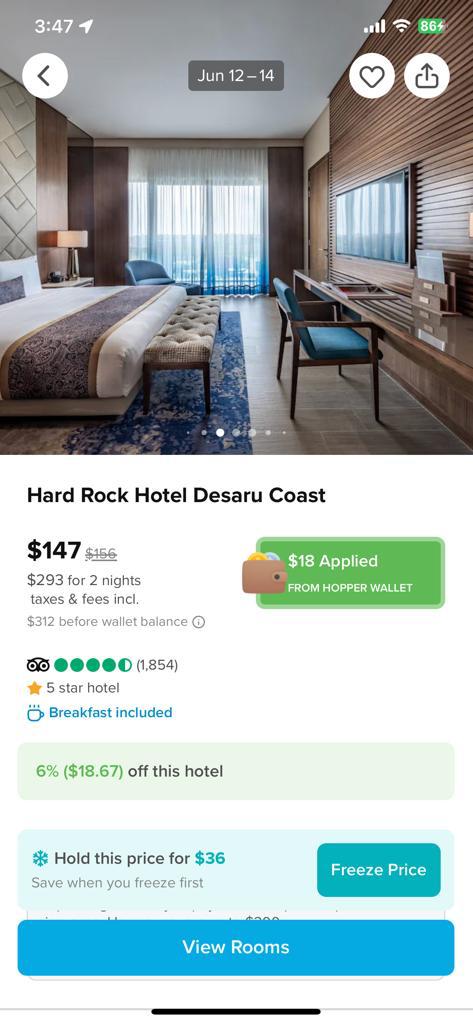 3:47
86
Jun 12 – 14
Hard Rock Hotel Desaru Coast
$147 $156
$293 for 2 nights
taxes & fees incl.
$312 before wallet balance
$18 Applied
FROM HOPPER WALLET
(1,854)
5 star hotel
Breakfast included
6% ($18.67) off this hotel
Hold this price for $36
Save when you freeze first
Freeze Price
View Rooms